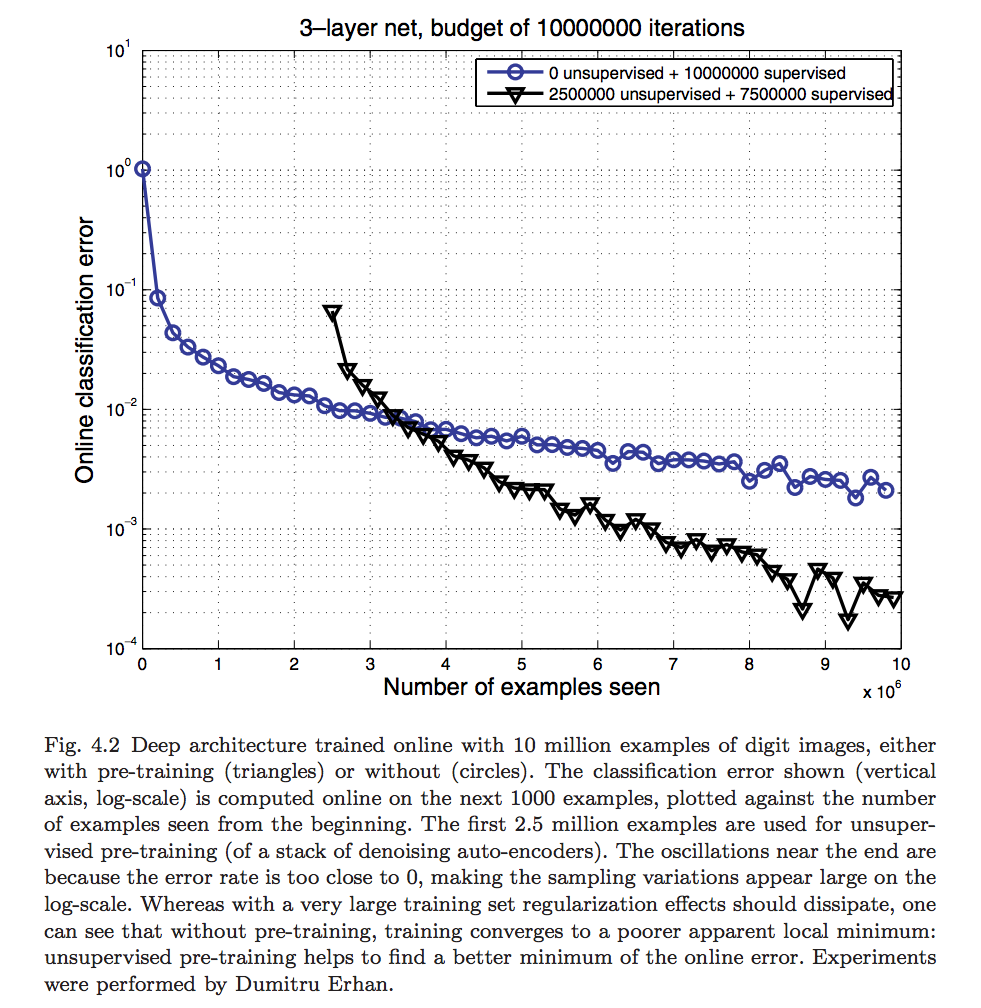 3–layer net, budget of 10000000 iterations
0 unsupervised + 10000000 supervised
2500000 unsupervised + 7500000 supervised
10^1
10^0
10^−1
10^−2
10^−3
10^−4
Online classification error
0 1 2 3 4 5 6 7 8 9 10
Number of examples seen
x 10^6
Fig. 4.2 Deep architecture trained online with 10 million examples of digit images, either
with pre-training (triangles) or without (circles). The classification error shown (vertical
axis, log-scale) is computed online on the next 1000 examples, plotted against the number
of examples seen from the beginning. The first 2.5 million examples are used for unsuper-
vised pre-training (of a stack of denoising auto-encoders). The oscillations near the end are
because the error rate is too close to 0, making the sampling variations appear large on the
log-scale. Whereas with a very large training set regularization effects should dissipate, one
can see that without pre-training, training converges to a poorer apparent local minimum:
unsupervised pre-training helps to find a better minimum of the online error. Experiments
were performed by Dumitru Erhan.